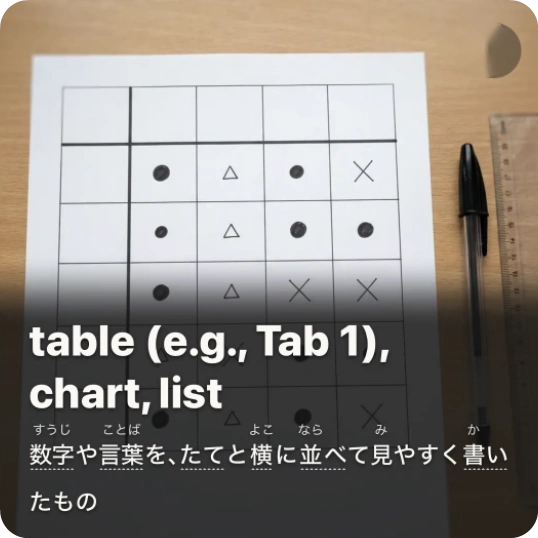 table (e.g., Tab 1),
chart, list
すうじ ことば よこ なら み か
数字や言葉を、たてと横に並べて見やすく書い
たもの